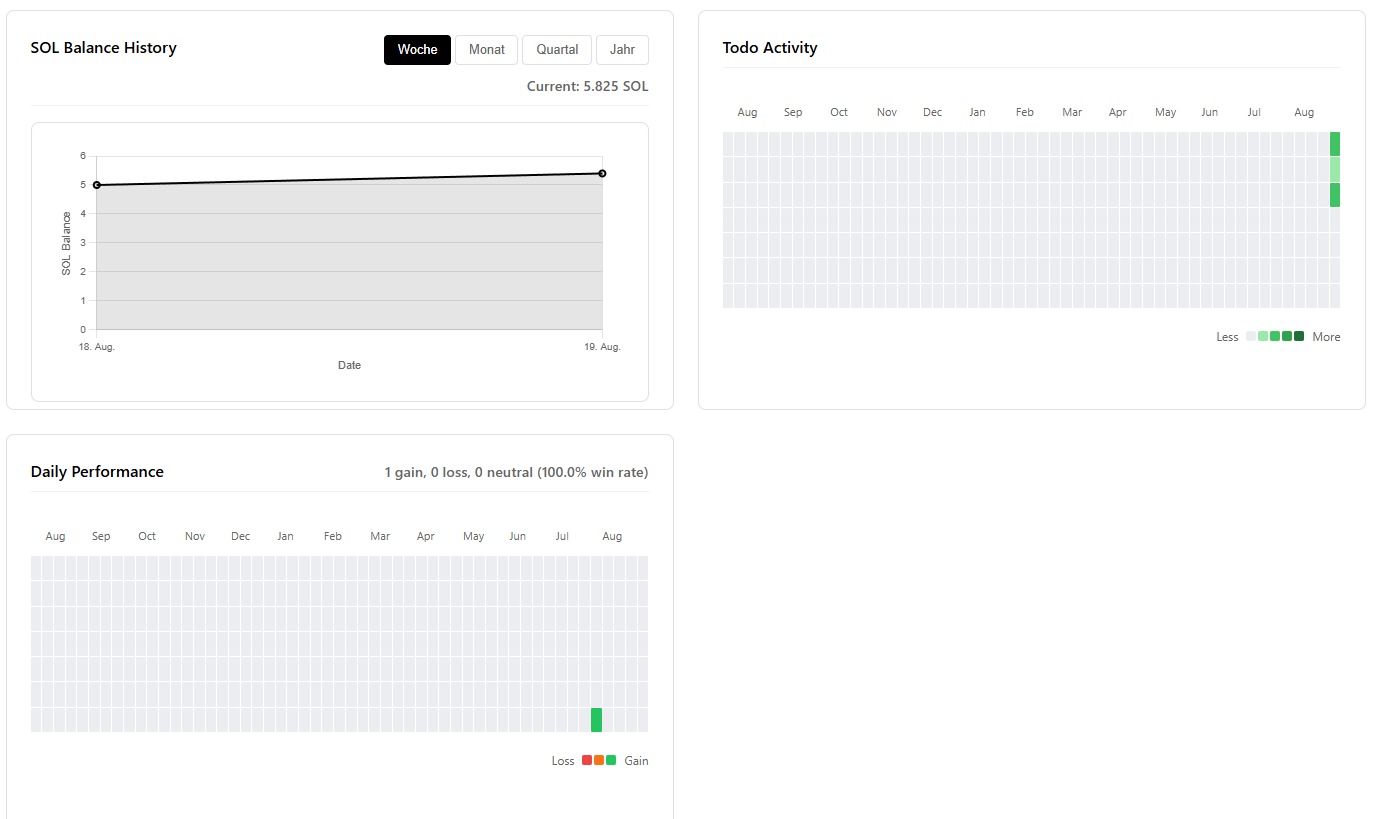 SOL Balance History
Woche Monat Quartal Jahr
Current: 5.825 SOL
6
5
4
3
2
1
0
SOL Balance
18. Aug. 19. Aug.
Date
Todo Activity
Aug Sep Oct Nov Dec Jan Feb Mar Apr May Jun Jul Aug
Less More
Daily Performance
1 gain, 0 loss, 0 neutral (100.0% win rate)
Aug Sep Oct Nov Dec Jan Feb Mar Apr May Jun Jul Aug
Loss Gain